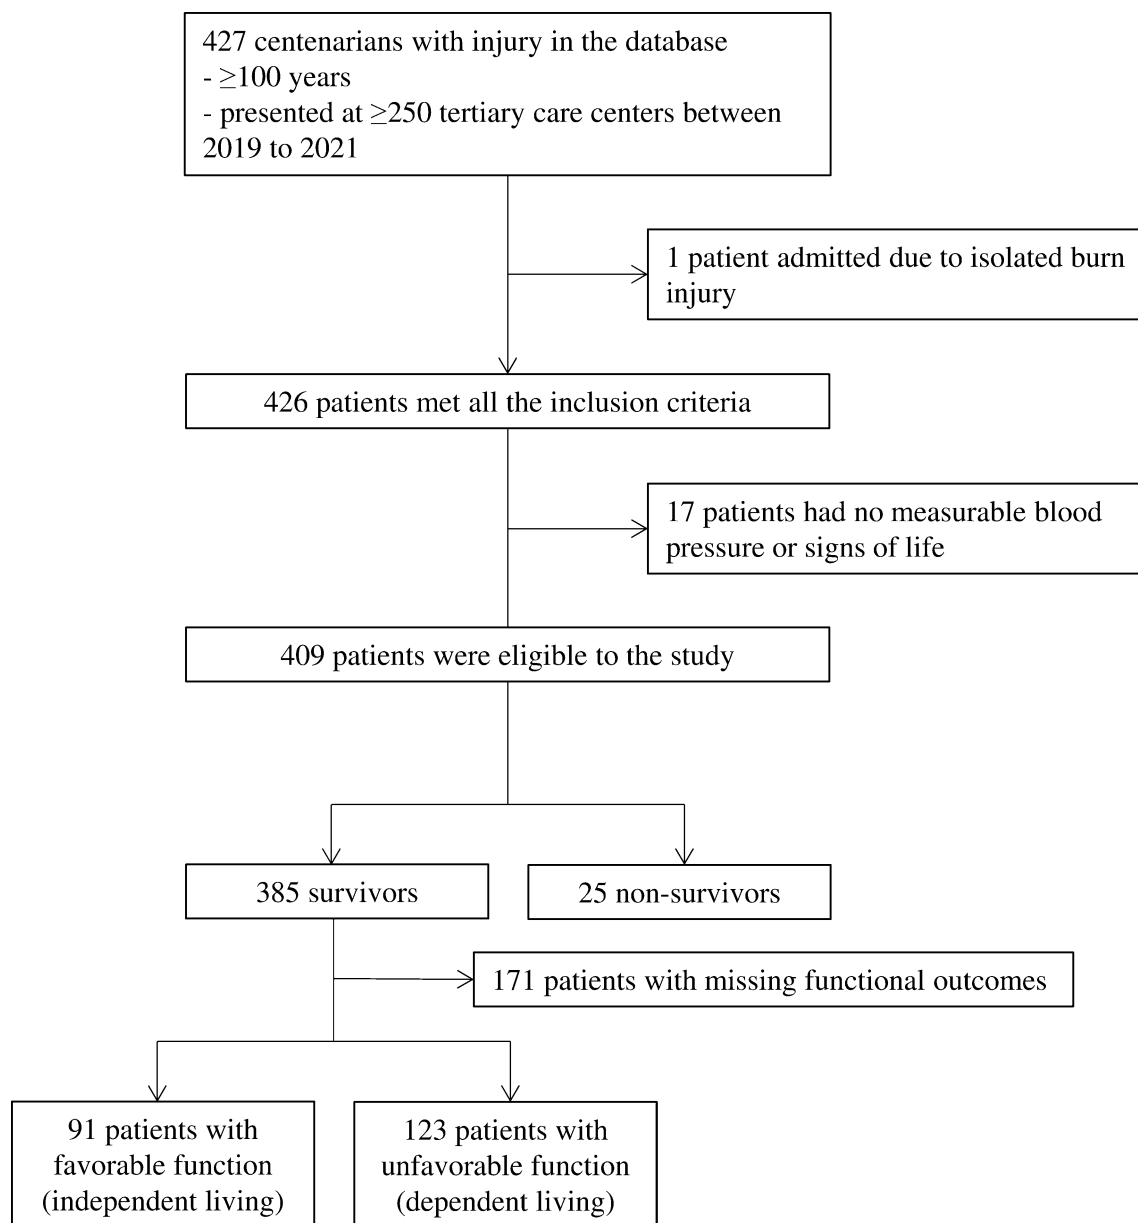 427 centenarians with injury in the database
- ≥100 years
- presented at ≥250 tertiary care centers between
2019 to 2021
1 patient admitted due to isolated burn
injury
426 patients met all the inclusion criteria
17 patients had no measurable blood
pressure or signs of life
409 patients were eligible to the study
385 survivors
25 non-survivors
171 patients with missing functional outcomes
91 patients with
favorable function
(independent living)
123 patients with
unfavorable function
(dependent living)